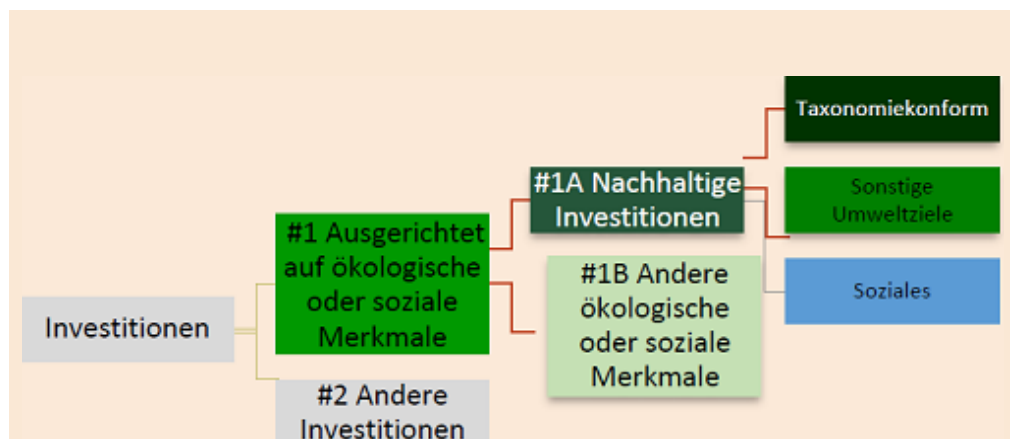 Investitionen
#1 Ausgerichtet
auf ökologische
oder soziale
Merkmale
#2 Andere
Investitionen
#1A Nachhaltige
Investitionen
#1B Andere
ökologische
oder soziale
Merkmale
Taxonomiekonform
Sonstige
Umweltziele
Soziales